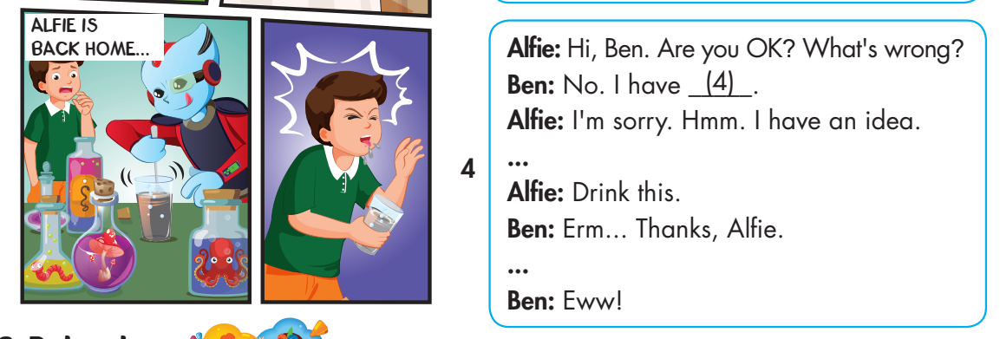 ALFIE IS
BACK HOME...
4
Alfie: Hi, Ben. Are you OK? What's wrong?
Ben: No. I have (4).
Alfie: I'm sorry. Hmm. I have an idea.
...
Alfie: Drink this.
Ben: Erm... Thanks, Alfie.
...
Ben: Eww!